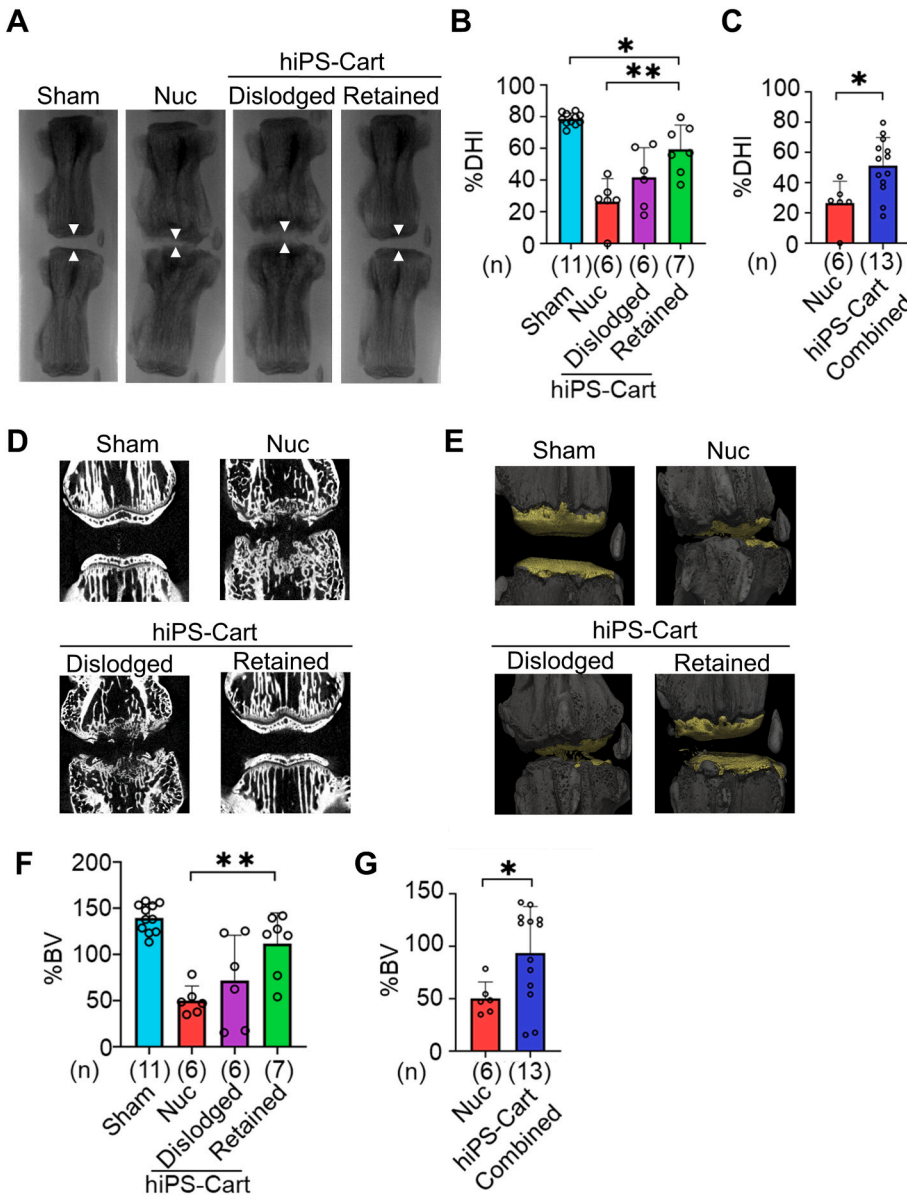 A
hiPS-Cart
Sham Nuc Dislodged Retained
B
* 
**
%DHI
100
80
60
40
20
0
(n) (11) (6) (6) (7)
Sham
Nuc
Dislodged
Retained
hiPS-Cart
C
*
%DHI
100
80
60
40
20
0
(n) (6) (13)
Nuc
hiPS-Cart
Combined
D
Sham Nuc
hiPS-Cart
Dislodged Retained
E
Sham Nuc
hiPS-Cart
Dislodged Retained
F
**
%BV
200
150
100
50
0
(n) (11) (6) (6) (7)
Sham
Nuc
Dislodged
Retained
hiPS-Cart
G
*
%BV
150
100
50
0
(n) (6) (13)
Nuc
hiPS-Cart
Combined